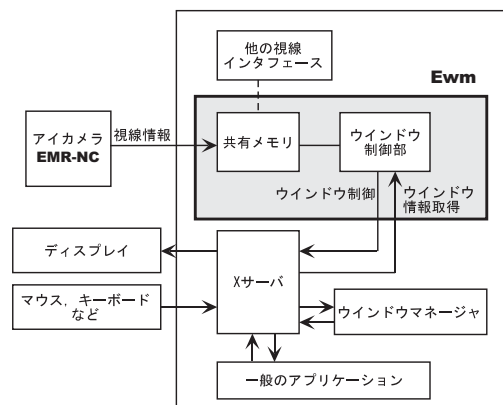 他の視線
インタフェース
Ewm
アイカメラ
EMR-NC
視線情報
共有メモリ
ウインドウ
制御部
ウインドウ制御
ウインドウ
情報取得
ディスプレイ
Xサーバ
マウス，キーボード
など
ウインドウマネージャ
一般のアプリケーション